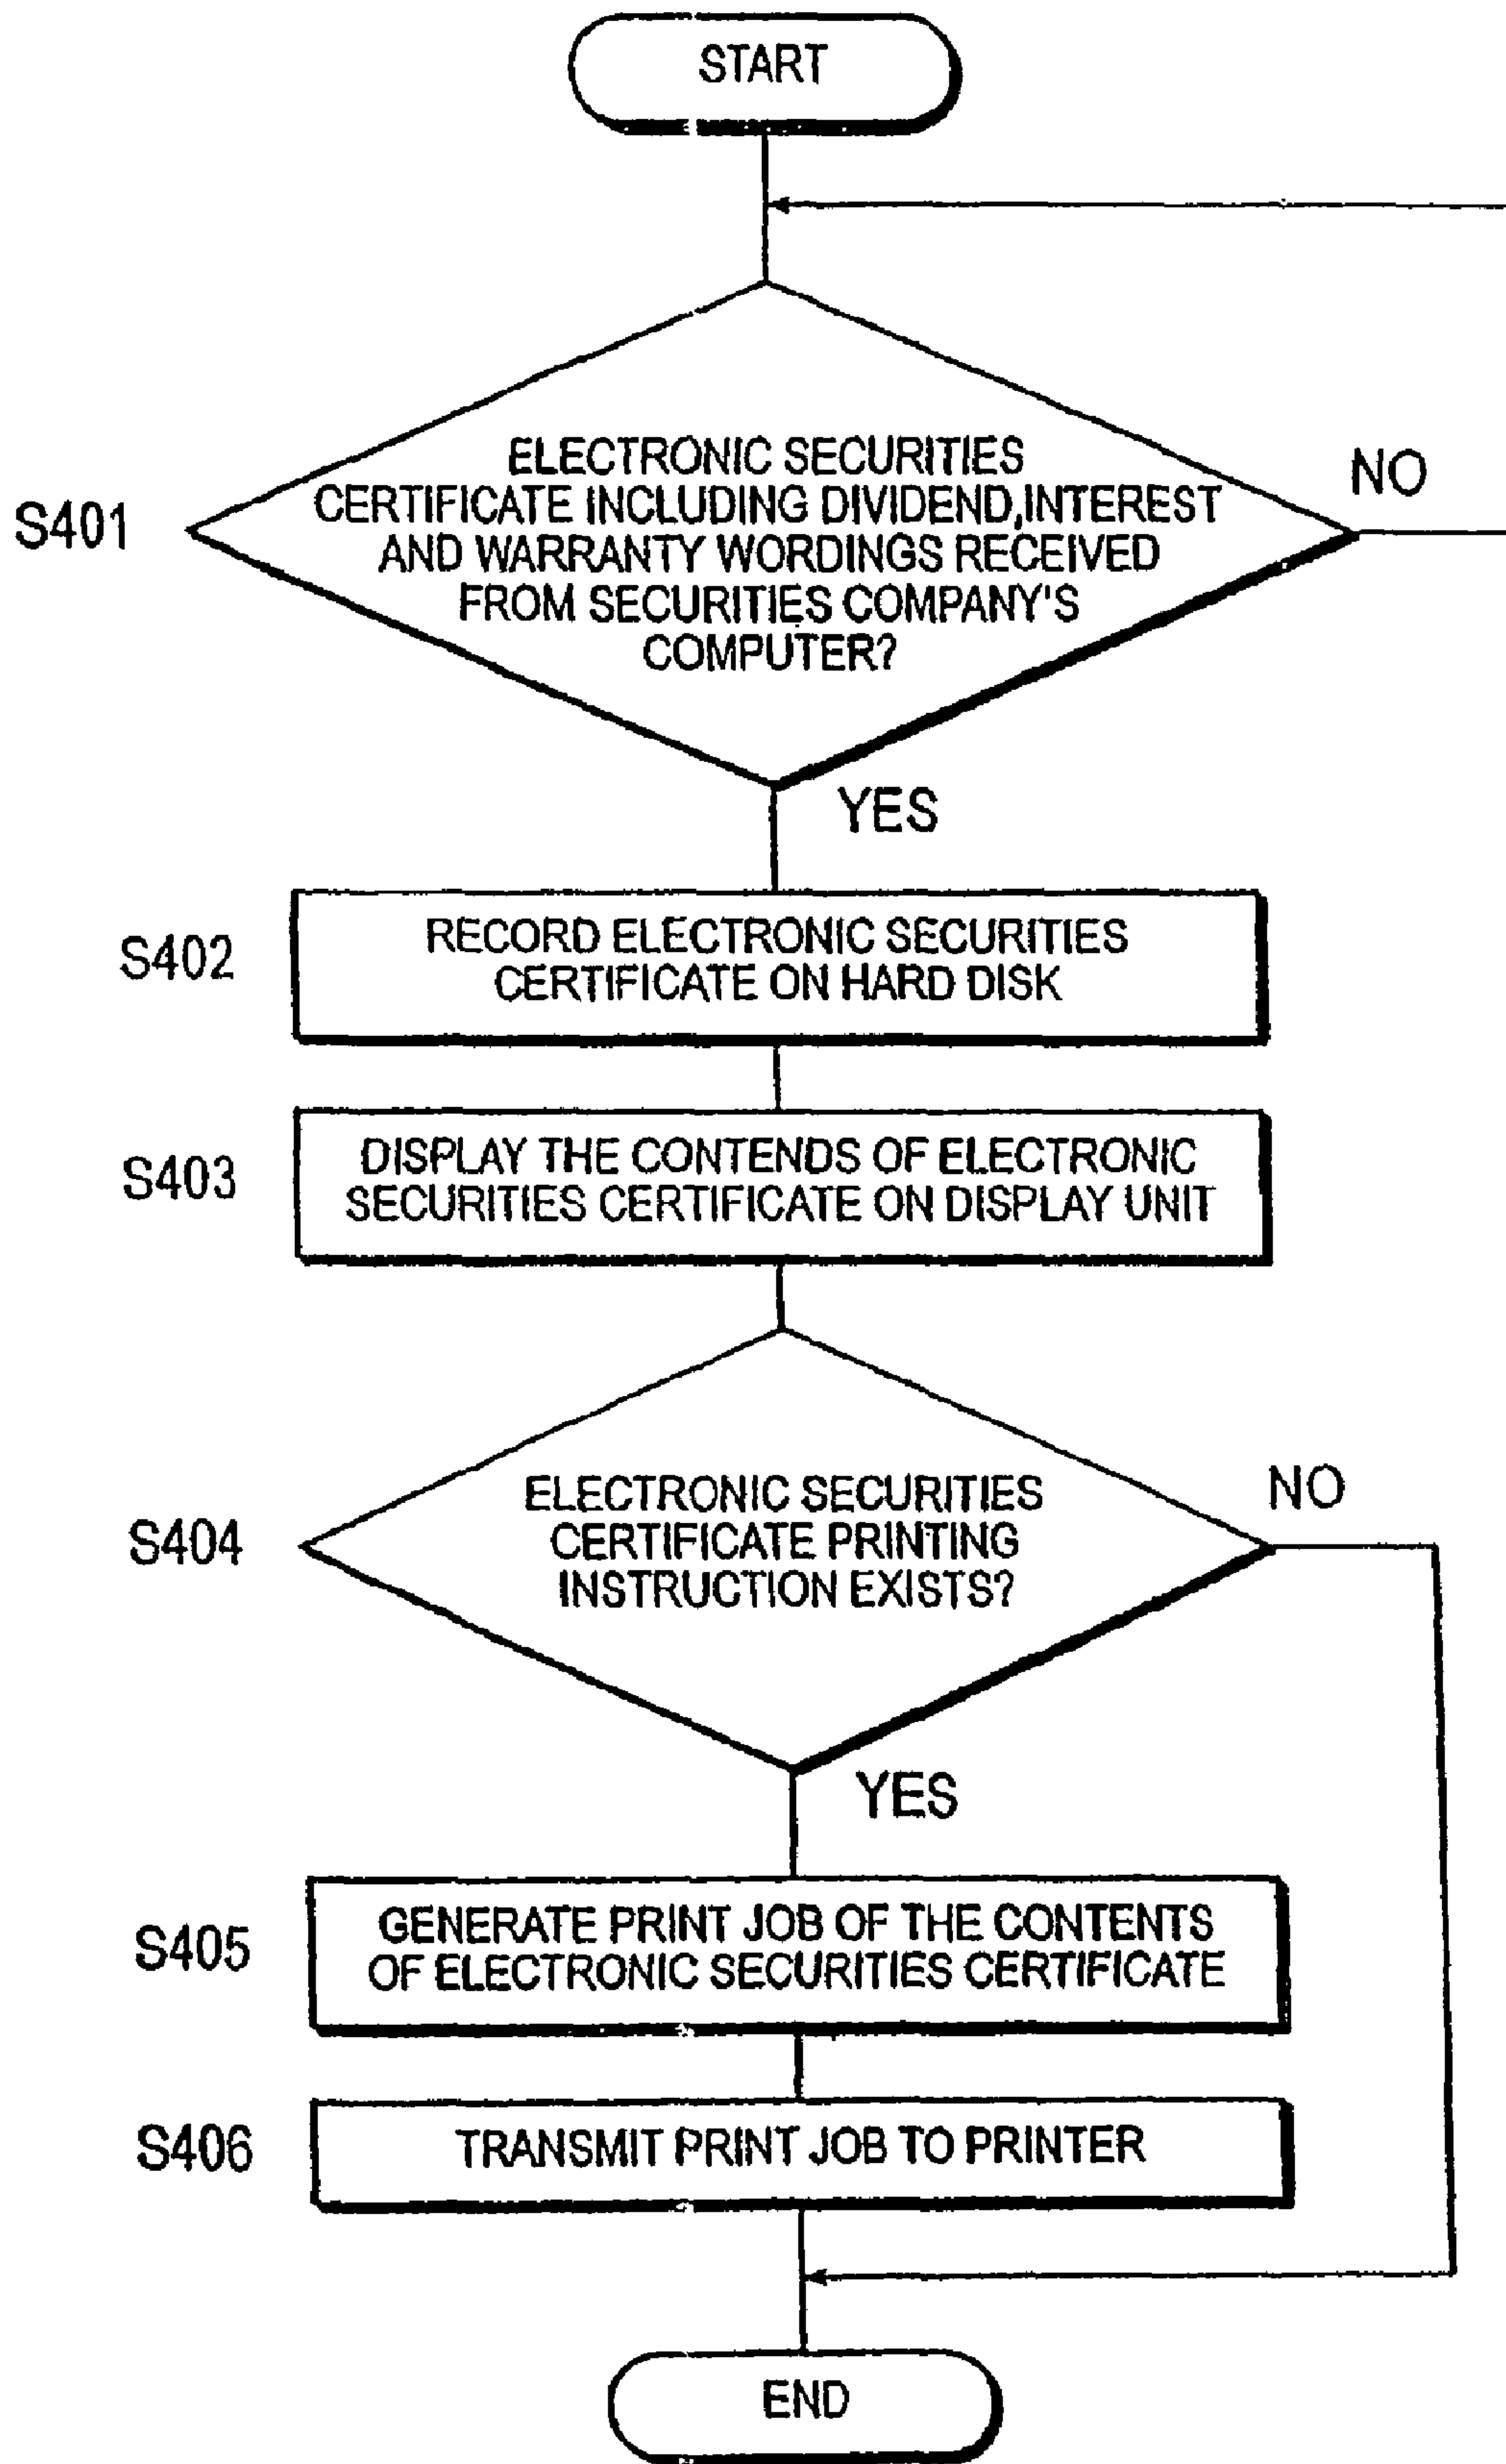 START
S401
ELECTRONIC SECURITIES
CERTIFICATE INCLUDING DIVIDEND,INTEREST
AND WARRANTY WORDINGS RECEIVED
FROM SECURITIES COMPANY'S
COMPUTER?
NO
YES
S402
RECORD ELECTRONIC SECURITIES
CERTIFICATE ON HARD DISK
S403
DISPLAY THE CONTENDS OF ELECTRONIC
SECURITIES CERTIFICATE ON DISPLAY UNIT
S404
ELECTRONIC SECURITIES
CERTIFICATE PRINTING
INSTRUCTION EXISTS?
NO
YES
S405
GENERATE PRINT JOB OF THE CONTENTS
OF ELECTRONIC SECURITIES CERTIFICATE
S406
TRANSMIT PRINT JOB TO PRINTER
END